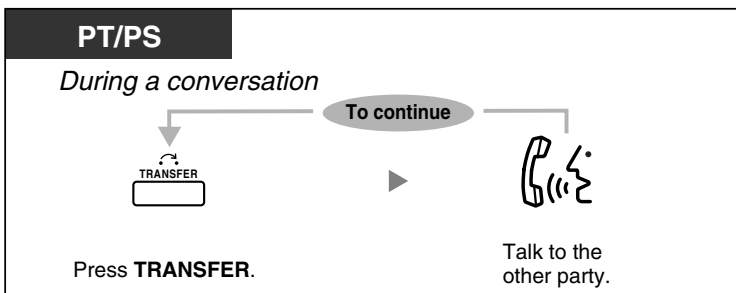 PT/PS
During a conversation
To continue
TRANSFER
Press TRANSFER.
Talk to the
other party.